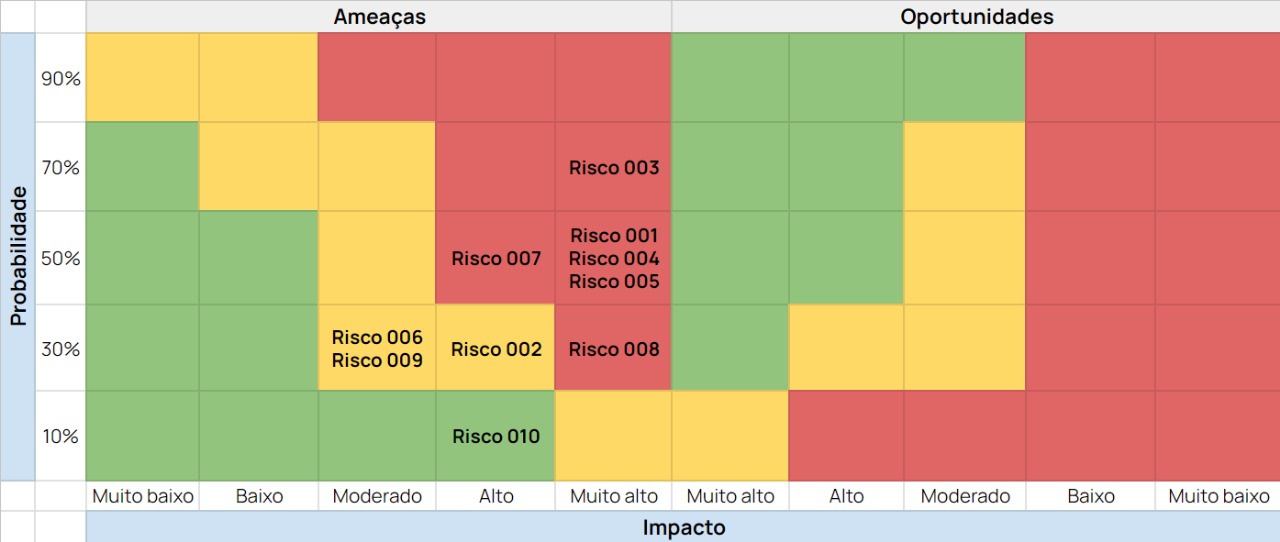 Ameaças Oportunidades
Probabilidade
90%
70% Risco 003
Risco 001
50% Risco 007 Risco 004
Risco 005
30% Risco 006 Risco 002 Risco 008
Risco 009
10% Risco 010
Muito baixo Baixo Moderado Alto Muito alto Muito alto Alto Moderado Baixo Muito baixo
Impacto